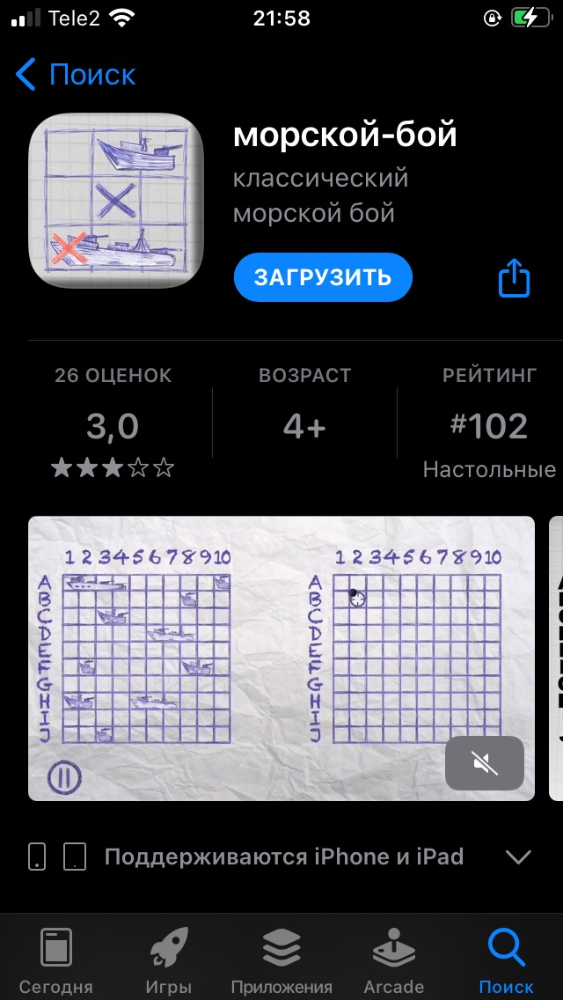 Tele2
21:58
Поиск
морской-бой
классический
морской бой
ЗАГРУЗИТЬ
26 ОЦЕНОК
ВОЗРАСТ
РЕЙТИНГ
3,0
4+
#102
Настольные
1 2 3 4 5 6 7 8 9 10
1 2 3 4 5 6 7 8 9 10
A
B
C
D
E
F
G
H
I
J
A
B
C
D
E
F
G
H
I
J
Поддерживаются iPhone и iPad
Сегодня
Игры
Приложения
Arcade
Поиск